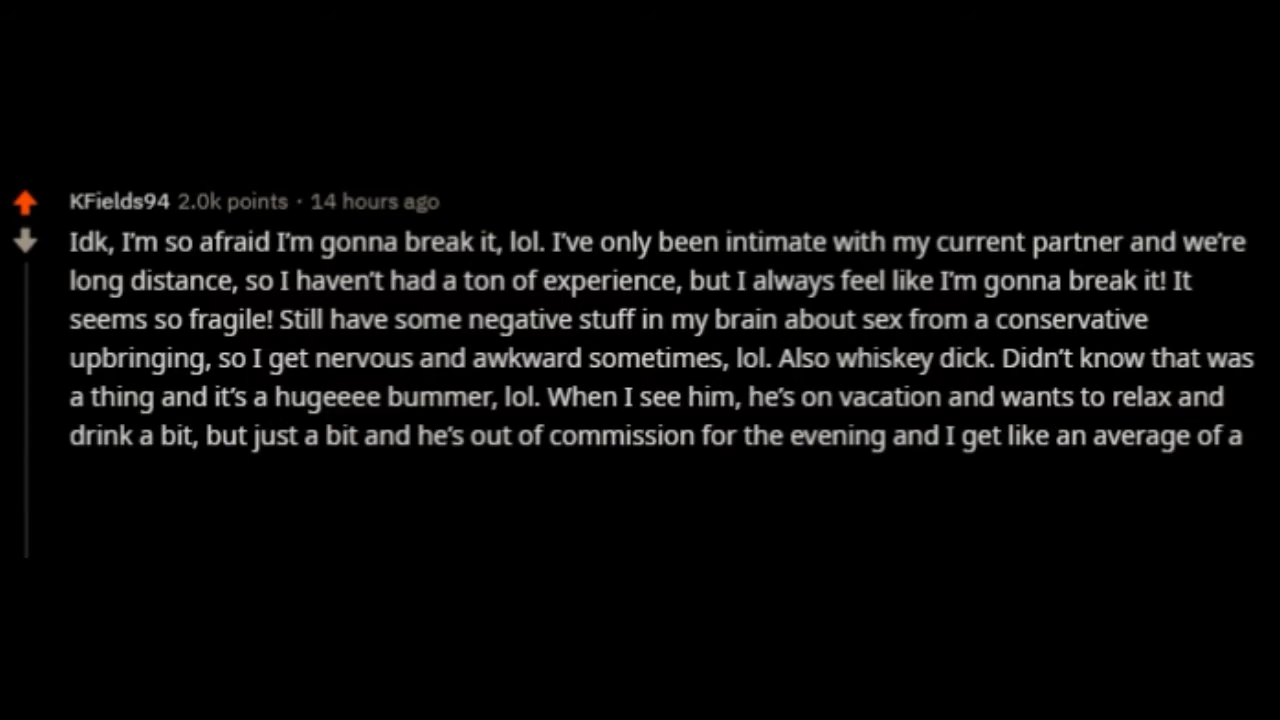 KFields94 2.0k points · 14 hours ago
Idk, I'm so afraid I'm gonna break it, lol. I've only been intimate with my current partner and we're
long distance, so I haven't had a ton of experience, but I always feel like I'm gonna break it! It
seems so fragile! Still have some negative stuff in my brain about sex from a conservative
upbringing, so I get nervous and awkward sometimes, lol. Also whiskey dick. Didn't know that was
a thing and it's a hugeeee bummer, lol. When I see him, he's on vacation and wants to relax and
drink a bit, but just a bit and he's out of commission for the evening and I get like an average of a